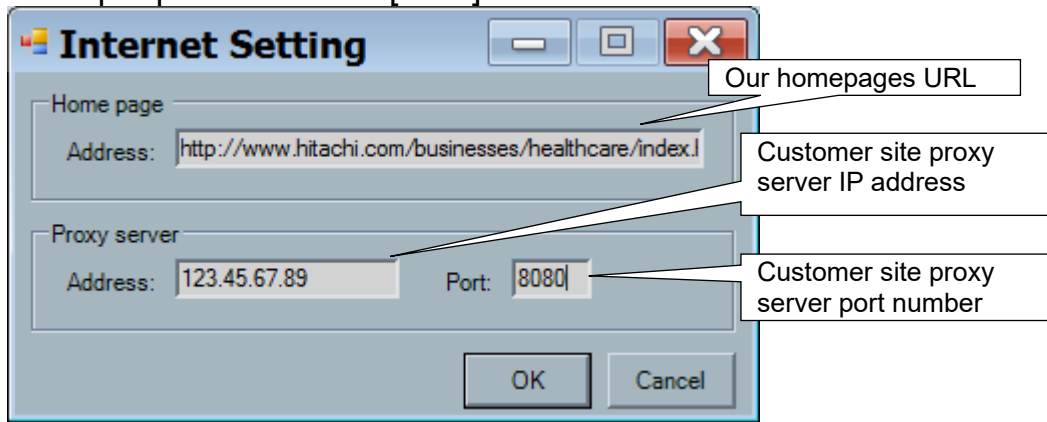 Internet Setting
Our homepages URL
Home page
Address: http://www.hitachi.com/businesses/healthcare/index.
Customer site proxy
server IP address
Proxy server
Address: 123.45.67.89 Port: 8080
Customer site proxy
server port number
OK Cancel